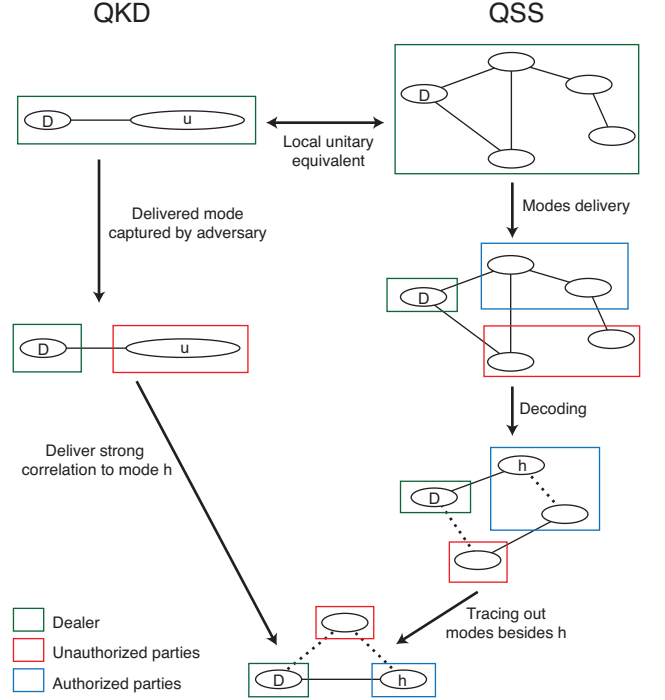 QKD
QSS
D
u
D
Local unitary
equivalent
Delivered mode
captured by adversary
Modes delivery
D
D
u
Decoding
Deliver strong
correlation to mode h
h
D
Tracing out
modes besides h
Dealer
Unauthorized parties
Authorized parties
D
h